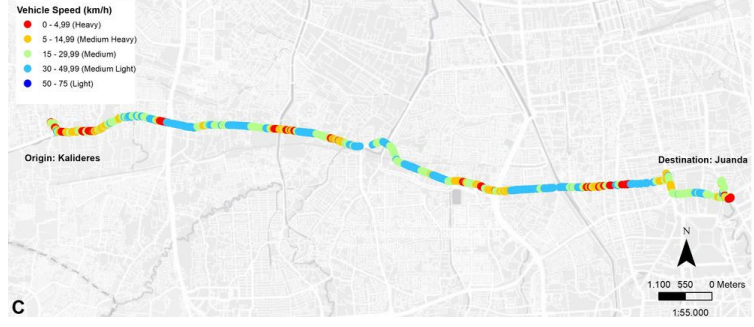 Vehicle Speed (km/h)
0 - 4,99 (Heavy)
5 - 14,99 (Medium Heavy)
15 - 29,99 (Medium)
30 - 49,99 (Medium Light)
50 - 75 (Light)
Origin: Kalideres
Destination: Juanda
N
1.100 550 0 Meters
1:55.000
C